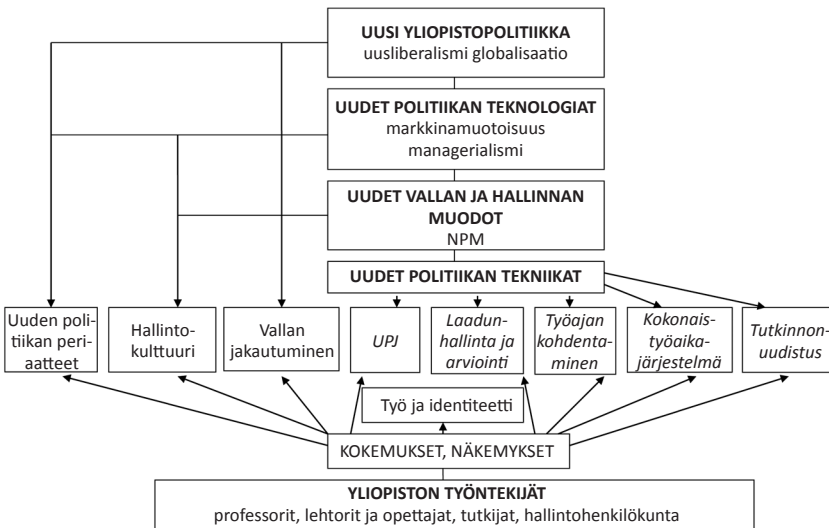 UUSI YLIOPISTOPOLITIIKKA
uusliberalismi globalisaatio
UUDET POLITIIKAN TEKNOLOGIAT
markkinamuotoisuus
managerialismi
UUDET VALLAN JA HALLINNAN
MUODOT
NPM
UUDET POLITIIKAN TEKNIIKAT
Uuden poli-
tiikan peri-
aatteet
Hallinto-
kulttuuri
Vallan
jakautuminen
UPJ
Laadun-
hallinta ja
arviointi
Työajan
kohdenta-
minen
Kokonais-
työaika-
järjestelmä
Tutkinnon-
uudistus
Työ ja identiteetti
KOKEMUKSET, NÄKEMYKSET
YLIOPISTON TYÖNTEKIJÄT
professorit, lehtorit ja opettajat, tutkijat, hallintohenkilökunta